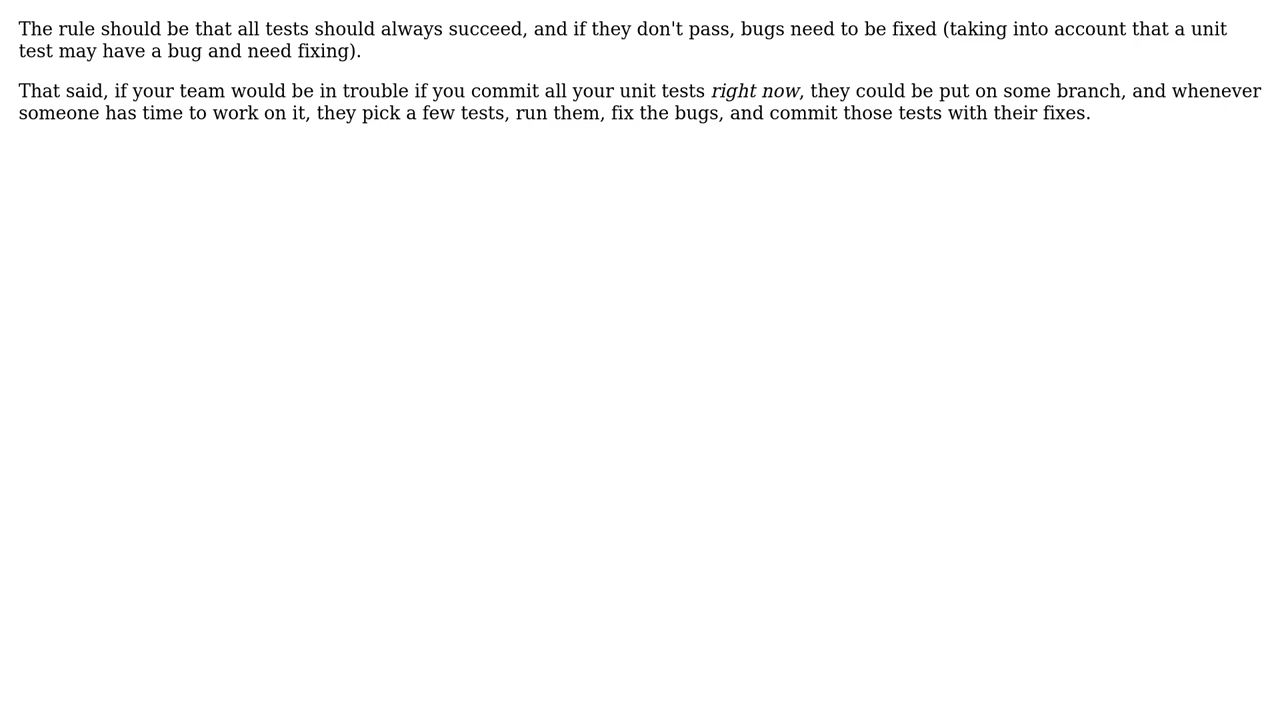 The rule should be that all tests should always succeed, and if they don't pass, bugs need to be fixed (taking into account that a unit
test may have a bug and need fixing).
That said, if your team would be in trouble if you commit all your unit tests right now, they could be put on some branch, and whenever
someone has time to work on it, they pick a few tests, run them, fix the bugs, and commit those tests with their fixes.